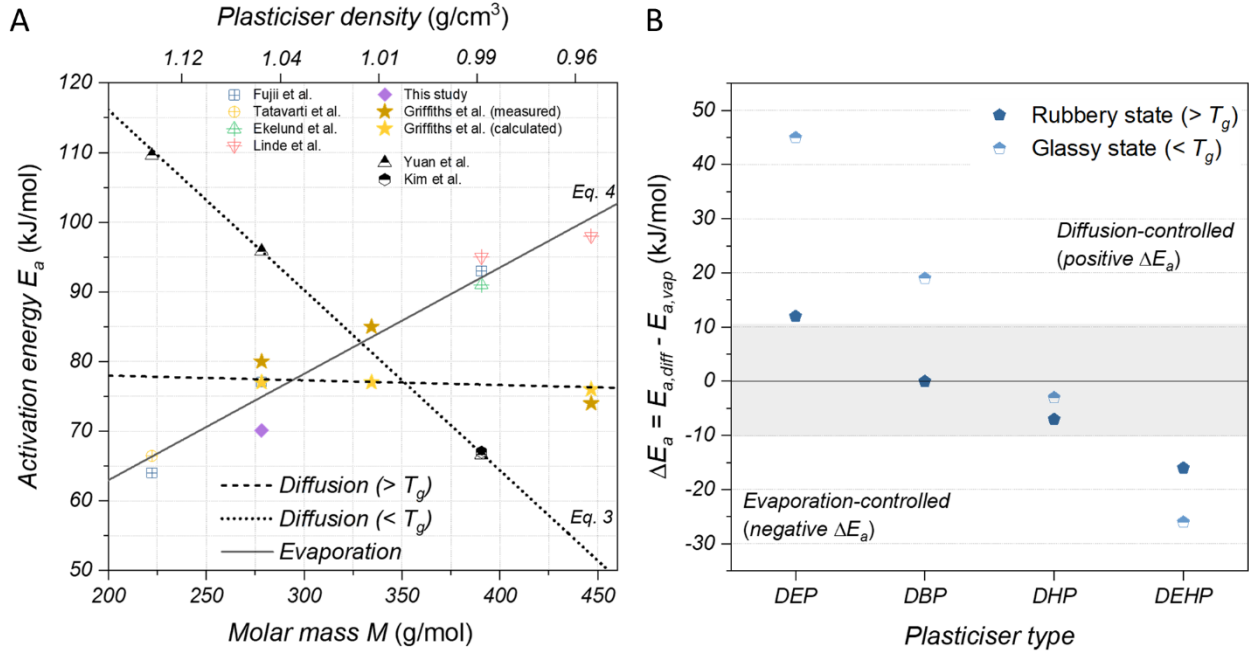 A
Plasticiser density (g/cm³)
1.12 1.04 1.01 0.99 0.96
120
110
100
90
80
70
60
50
Activation energy Eₐ (kJ/mol)
Fujii et al.
Tatavarti et al.
Ekelund et al.
Linde et al.
This study
Griffiths et al. (measured)
Griffiths et al. (calculated)
Yuan et al.
Kim et al.
Eq. 4
Diffusion (> Tg)
Diffusion (< Tg)
Evaporation
Eq. 3
200 250 300 350 400 450
Molar mass M (g/mol)
B
50
40
30
20
10
0
-10
-20
-30
ΔEₐ = Eₐ,diff - Eₐ,vap (kJ/mol)
Rubbery state (> Tg)
Glassy state (< Tg)
Diffusion-controlled
(positive ΔEₐ)
Evaporation-controlled
(negative ΔEₐ)
DEP DBP DHP DEHP
Plasticiser type